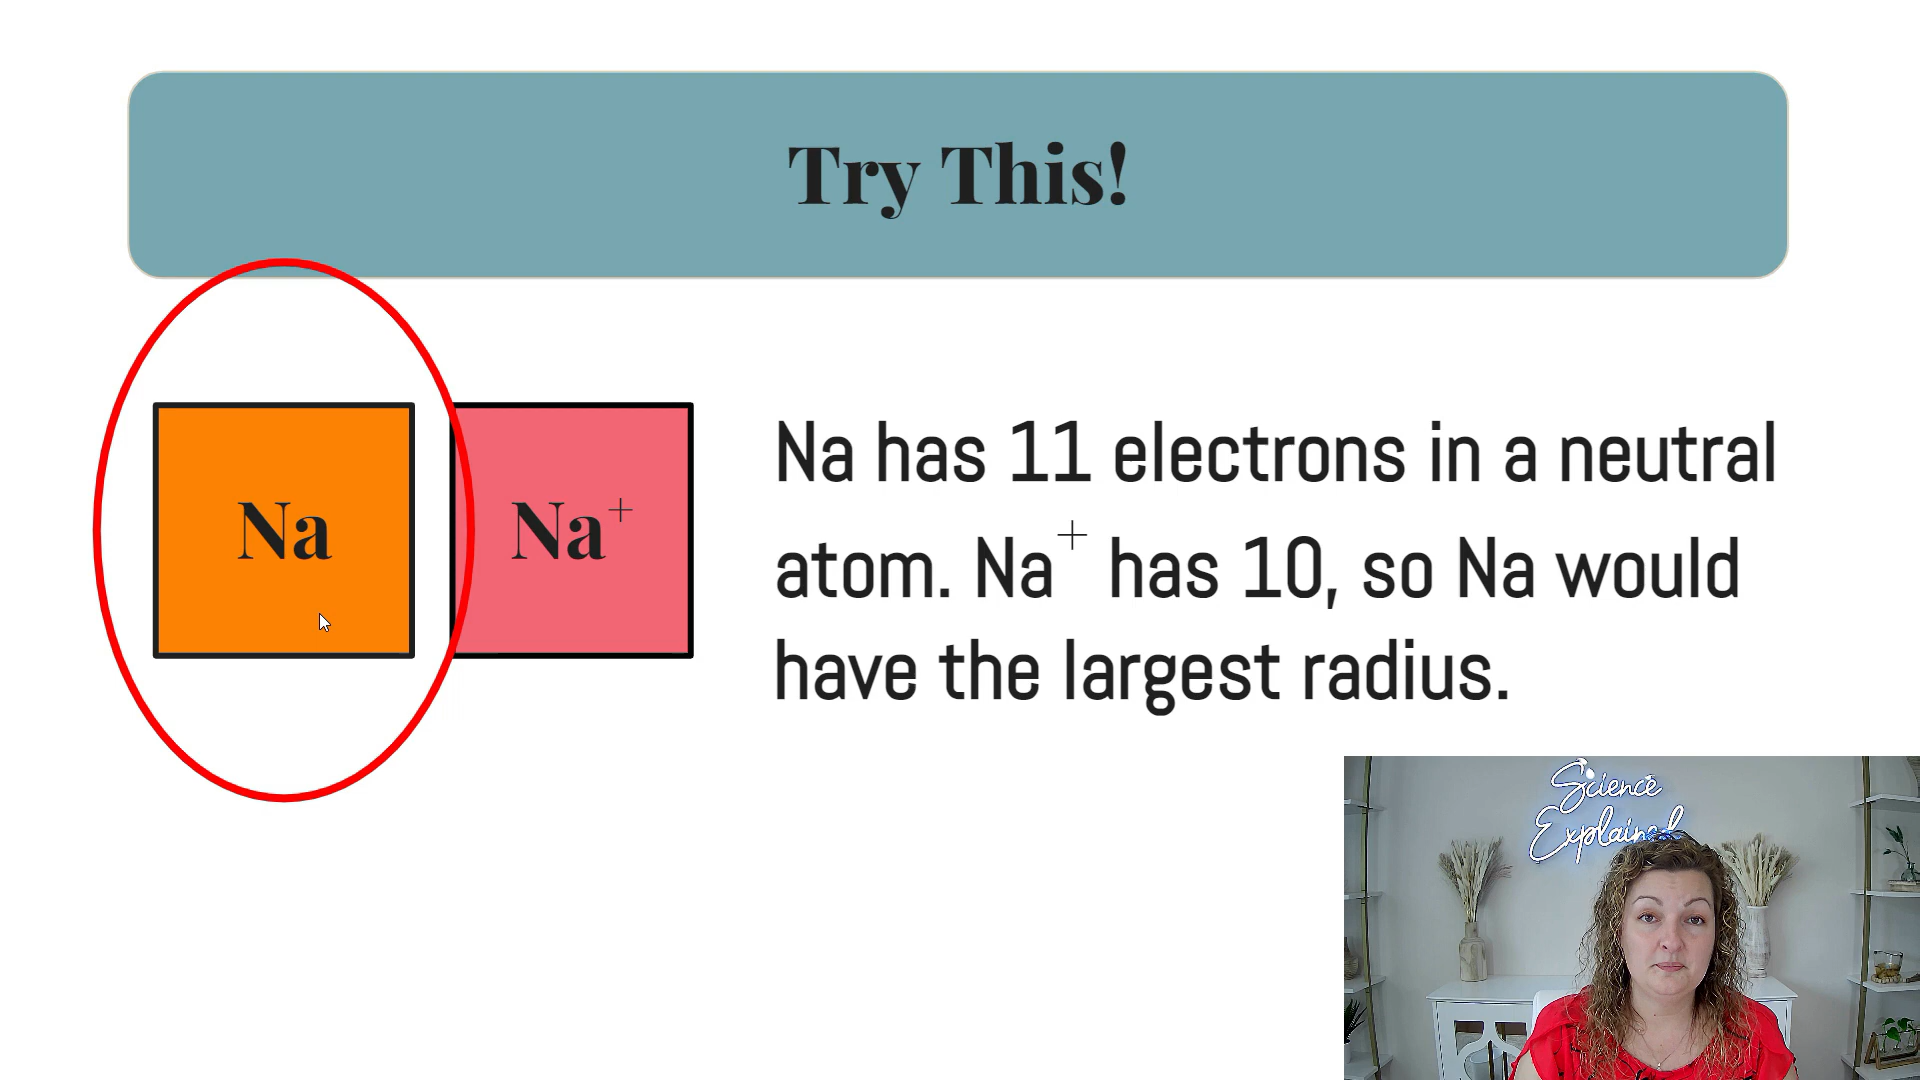 Try This!
Na
Na⁺
Na has 11 electrons in a neutral
atom. Na⁺ has 10, so Na would
have the largest radius.
Science
Explained